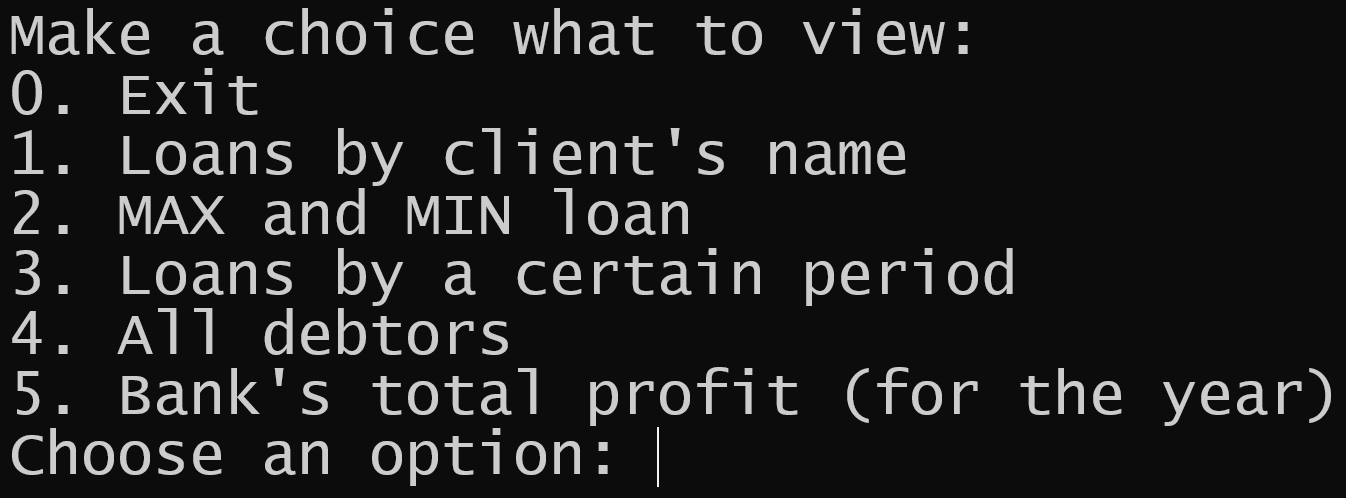 Make a choice what to view:
0. Exit
1. Loans by client's name
2. MAX and MIN loan
3. Loans by a certain period
4. All debtors
5. Bank's total profit (for the year)
Choose an option: